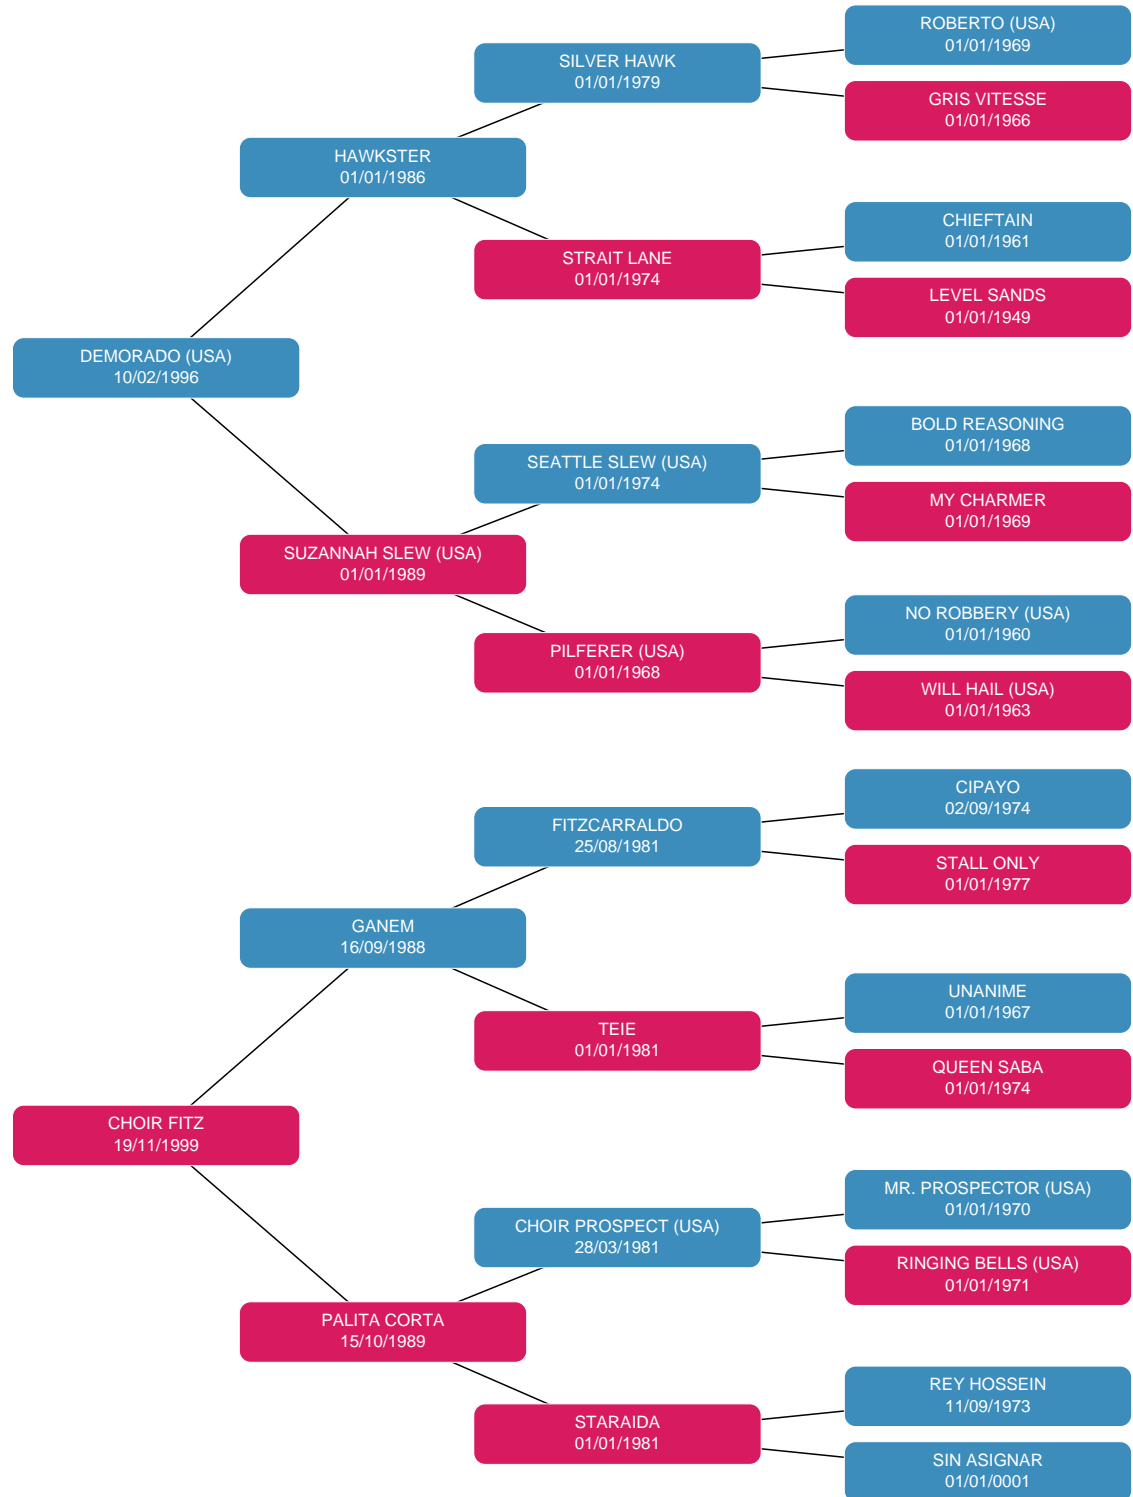 ROBERTO (USA)
01/01/1969
SILVER HAWK
01/01/1979
GRIS VITESSE
01/01/1966
HAWKSTER
01/01/1986
CHIEFTAIN
01/01/1961
STRAIT LANE
01/01/1974
LEVEL SANDS
01/01/1949
DEMORADO (USA)
10/02/1996
BOLD REASONING
01/01/1968
SEATTLE SLEW (USA)
01/01/1974
MY CHARMER
01/01/1969
SUZANNAH SLEW (USA)
01/01/1989
NO ROBBERY (USA)
01/01/1960
PILFERER (USA)
01/01/1968
WILL HAIL (USA)
01/01/1963
CIPAYO
02/09/1974
FITZCARRALDO
25/08/1981
STALL ONLY
01/01/1977
GANEM
16/09/1988
UNANIME
01/01/1967
TEIE
01/01/1981
QUEEN SABA
01/01/1974
CHOIR FITZ
19/11/1999
MR. PROSPECTOR (USA)
01/01/1970
CHOIR PROSPECT (USA)
28/03/1981
RINGING BELLS (USA)
01/01/1971
PALITA CORTA
15/10/1989
REY HOSSEIN
11/09/1973
STARAIDA
01/01/1981
SIN ASIGNAR
01/01/0001